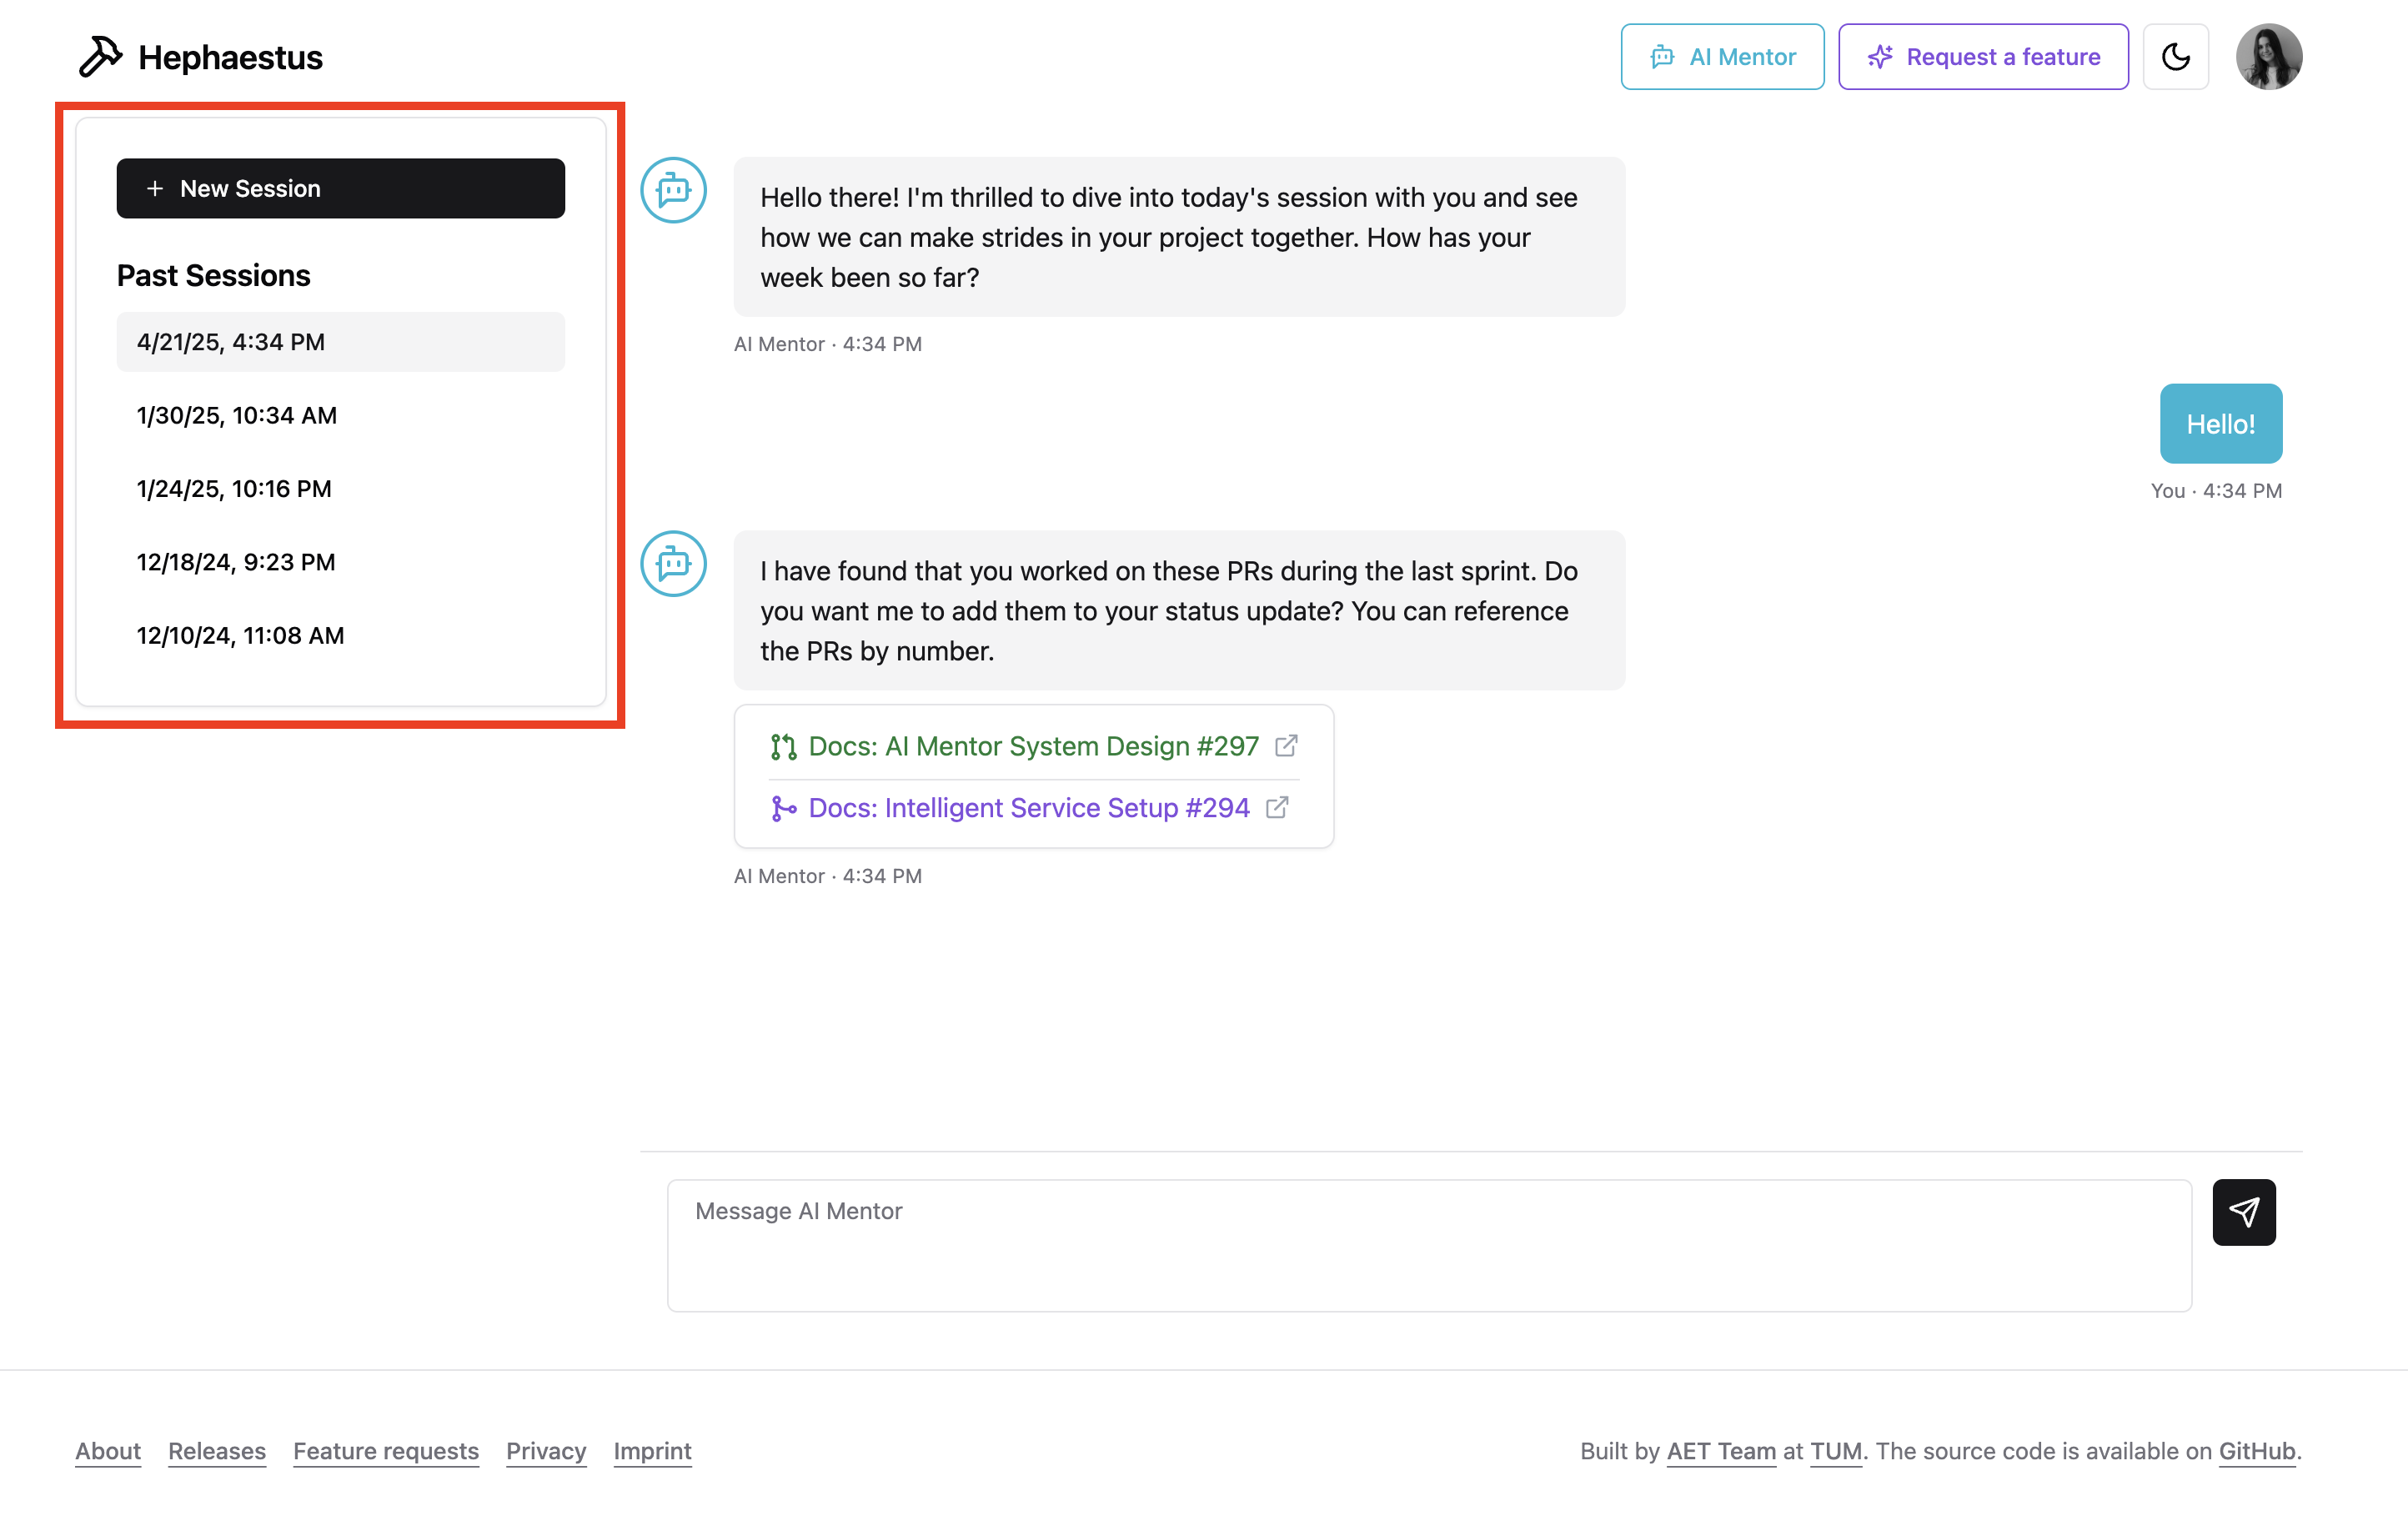 Hephaestus
AI Mentor
Request a feature
New Session
Past Sessions
4/21/25, 4:34 PM
1/30/25, 10:34 AM
1/24/25, 10:16 PM
12/18/24, 9:23 PM
12/10/24, 11:08 AM
Hello there! I'm thrilled to dive into today's session with you and see
how we can make strides in your project together. How has your
week been so far?
AI Mentor · 4:34 PM
Hello!
You · 4:34 PM
I have found that you worked on these PRs during the last sprint. Do
you want me to add them to your status update? You can reference
the PRs by number.
Docs: AI Mentor System Design #297
Docs: Intelligent Service Setup #294
AI Mentor · 4:34 PM
Message AI Mentor
About Releases Feature requests Privacy Imprint
Built by AET Team at TUM. The source code is available on GitHub.